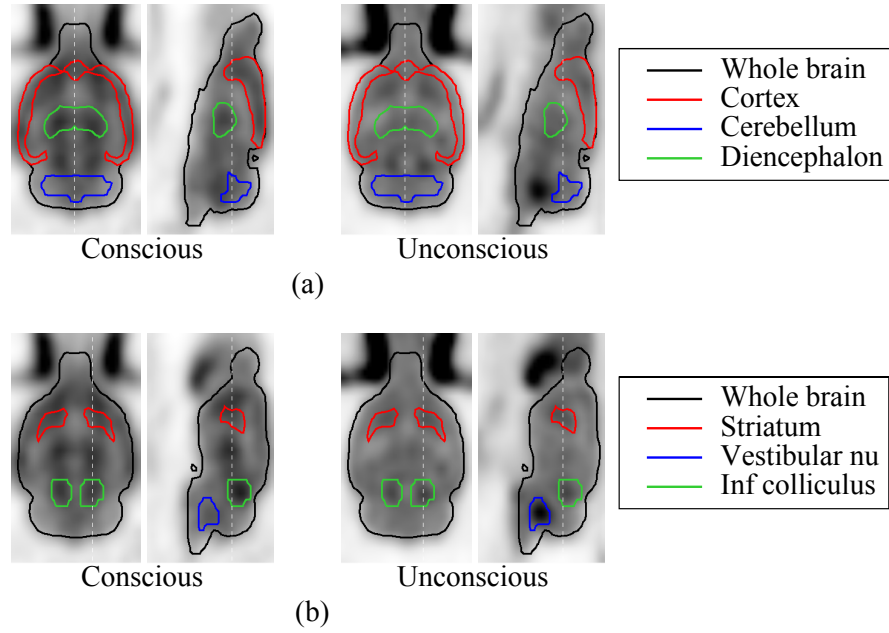 Whole brain
Cortex
Cerebellum
Diencephalon
Conscious
Unconscious
(a)
Whole brain
Striatum
Vestibular nu
Inf colliculus
Conscious
Unconscious
(b)